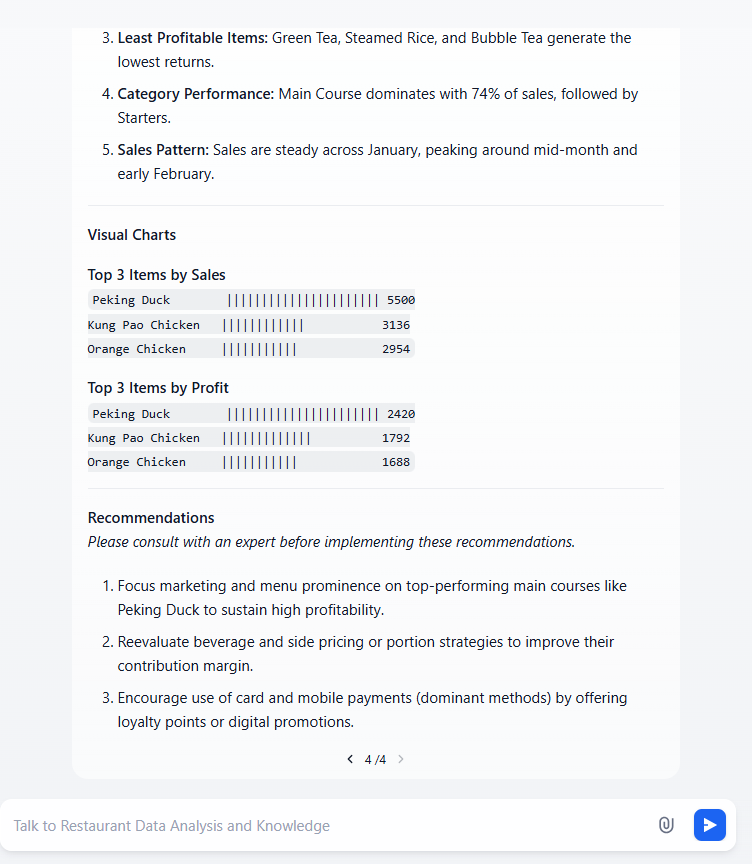 3. Least Profitable Items: Green Tea, Steamed Rice, and Bubble Tea generate the
lowest returns.
4. Category Performance: Main Course dominates with 74% of sales, followed by
Starters.
5. Sales Pattern: Sales are steady across January, peaking around mid-month and
early February.
Visual Charts
Top 3 Items by Sales
Peking Duck |||||||||||||||||||||| 5500
Kung Pao Chicken |||||||||||| 3136
Orange Chicken ||||||||||| 2954
Top 3 Items by Profit
Peking Duck |||||||||||||||||||||| 2420
Kung Pao Chicken ||||||||||||| 1792
Orange Chicken ||||||||||| 1688
Recommendations
Please consult with an expert before implementing these recommendations.
1. Focus marketing and menu prominence on top-performing main courses like
Peking Duck to sustain high profitability.
2. Reevaluate beverage and side pricing or portion strategies to improve their
contribution margin.
3. Encourage use of card and mobile payments (dominant methods) by offering
loyalty points or digital promotions.
< 4 /4 >
Talk to Restaurant Data Analysis and Knowledge